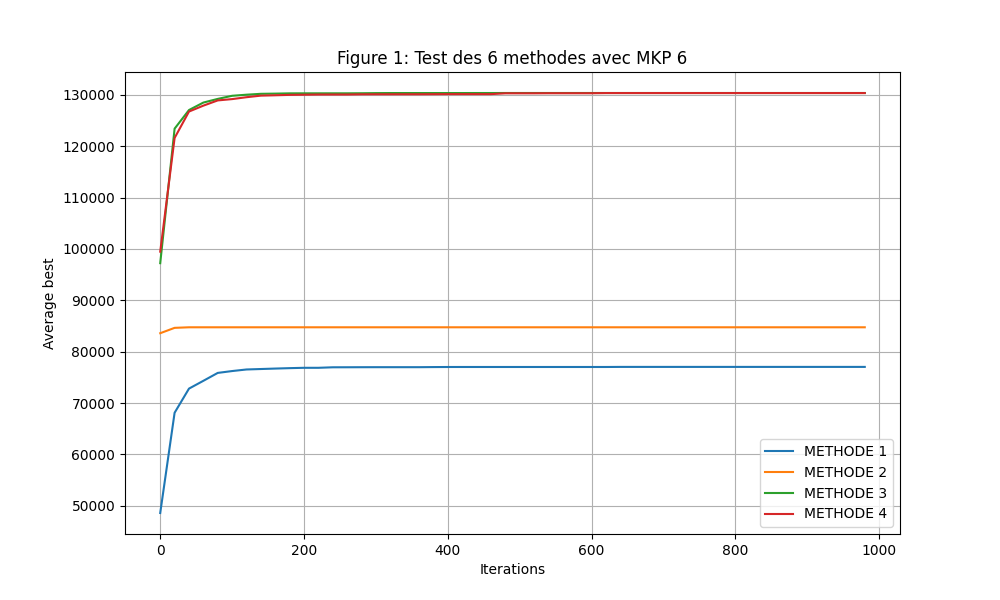 Figure 1: Test des 6 methodes avec MKP 6
130000
120000
110000
100000
90000
80000
70000
60000
50000
Average best
0 200 400 600 800 1000
Iterations
METHODE 1
METHODE 2
METHODE 3
METHODE 4